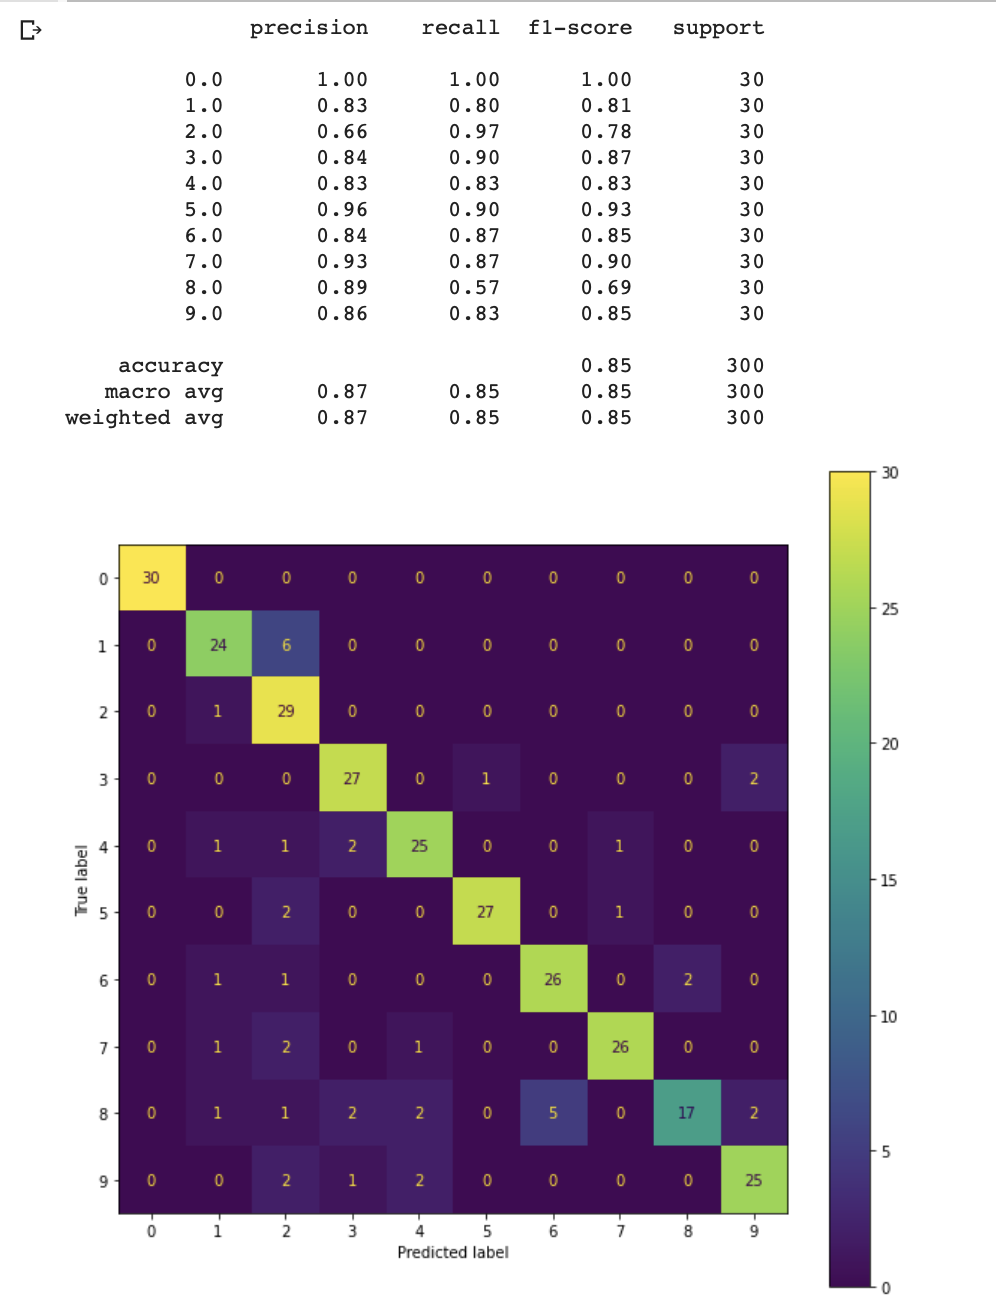 precision recall f1-score support
0.0 1.00 1.00 1.00 30
1.0 0.83 0.80 0.81 30
2.0 0.66 0.97 0.78 30
3.0 0.84 0.90 0.87 30
4.0 0.83 0.83 0.83 30
5.0 0.96 0.90 0.93 30
6.0 0.84 0.87 0.85 30
7.0 0.93 0.87 0.90 30
8.0 0.89 0.57 0.69 30
9.0 0.86 0.83 0.85 30
accuracy 0.85 300
macro avg 0.87 0.85 0.85 300
weighted avg 0.87 0.85 0.85 300
True label
0 30 0 0 0 0 0 0 0 0 0
1 0 24 6 0 0 0 0 0 0 0
2 0 1 29 0 0 0 0 0 0 0
3 0 0 0 27 0 1 0 0 0 2
4 0 1 1 2 25 0 0 1 0 0
5 0 0 2 0 0 27 0 1 0 0
6 0 1 1 0 0 0 26 0 2 0
7 0 1 2 0 1 0 0 26 0 0
8 0 1 1 2 2 0 5 0 17 2
9 0 0 2 1 2 0 0 0 0 25
0 1 2 3 4 5 6 7 8 9
Predicted label
30
25
20
15
10
5
0